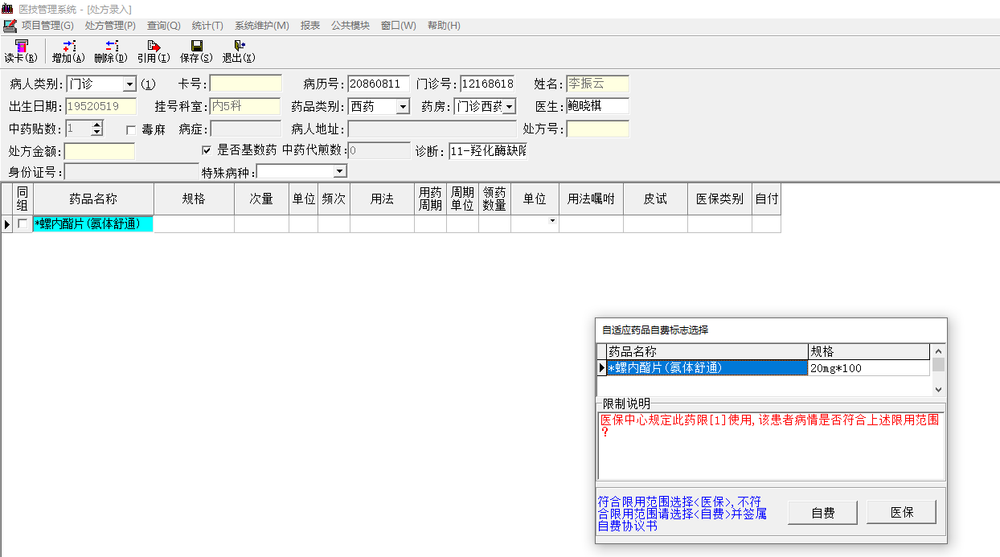 医技管理系统 - [处方录入]
项目管理(G) 处方管理(P) 查询(Q) 统计(T) 系统维护(M) 报表 公共模块 窗口(W) 帮助(H)
读卡(R) 增加(A) 删除(D) 引用(I) 保存(S) 退出(X)
病人类别: 门诊 (1) 卡号: 病历号: 20860811 门诊号: 12168618 姓名: 李振云
出生日期: 19520519 挂号科室: 内5科 药品类别: 西药 药房: 门诊西药 医生: 鲍晓棋
中药贴数: 1 毒麻 病症: 病人地址: 处方号:
处方金额: 是否基数药 中药代煎数: 0 诊断: 11-羟化酶缺陷
身份证号: 特殊病种:
同组 药品名称 规格 次量 单位 频次 用法 用药周期 周期单位 领药数量 单位 用法嘱咐 皮试 医保类别 自付
*螺内酯片(氨体舒通)
自适应药品自费标志选择
药品名称 规格
*螺内酯片(氨体舒通) 20mg*100
限制说明
医保中心规定此药限[1]使用,该患者病情是否符合上述限用范围
?
符合限用范围选择<医保>,不符
合限用范围请选择<自费>并签属
自费协议书
自费 医保